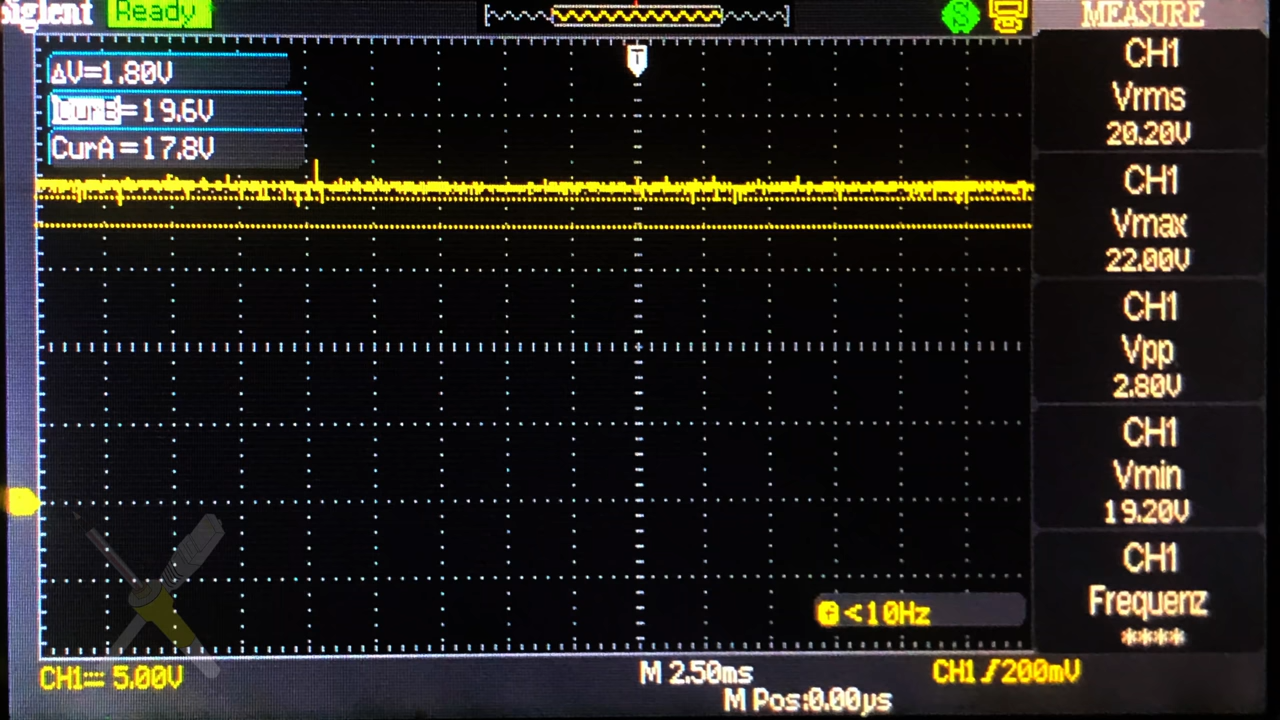 Siglent Ready MEASURE
T
ΔV=1.80V
CurB=19.6V
CurA=17.8V
CH1
Vrms
20.20V
CH1
Vmax
22.00V
CH1
Vpp
2.80V
CH1
Vmin
19.20V
CH1
Frequenz
****
<10Hz
CH1 5.00V
M 2.50ms
CH1 200mV
M Pos:0.00µs